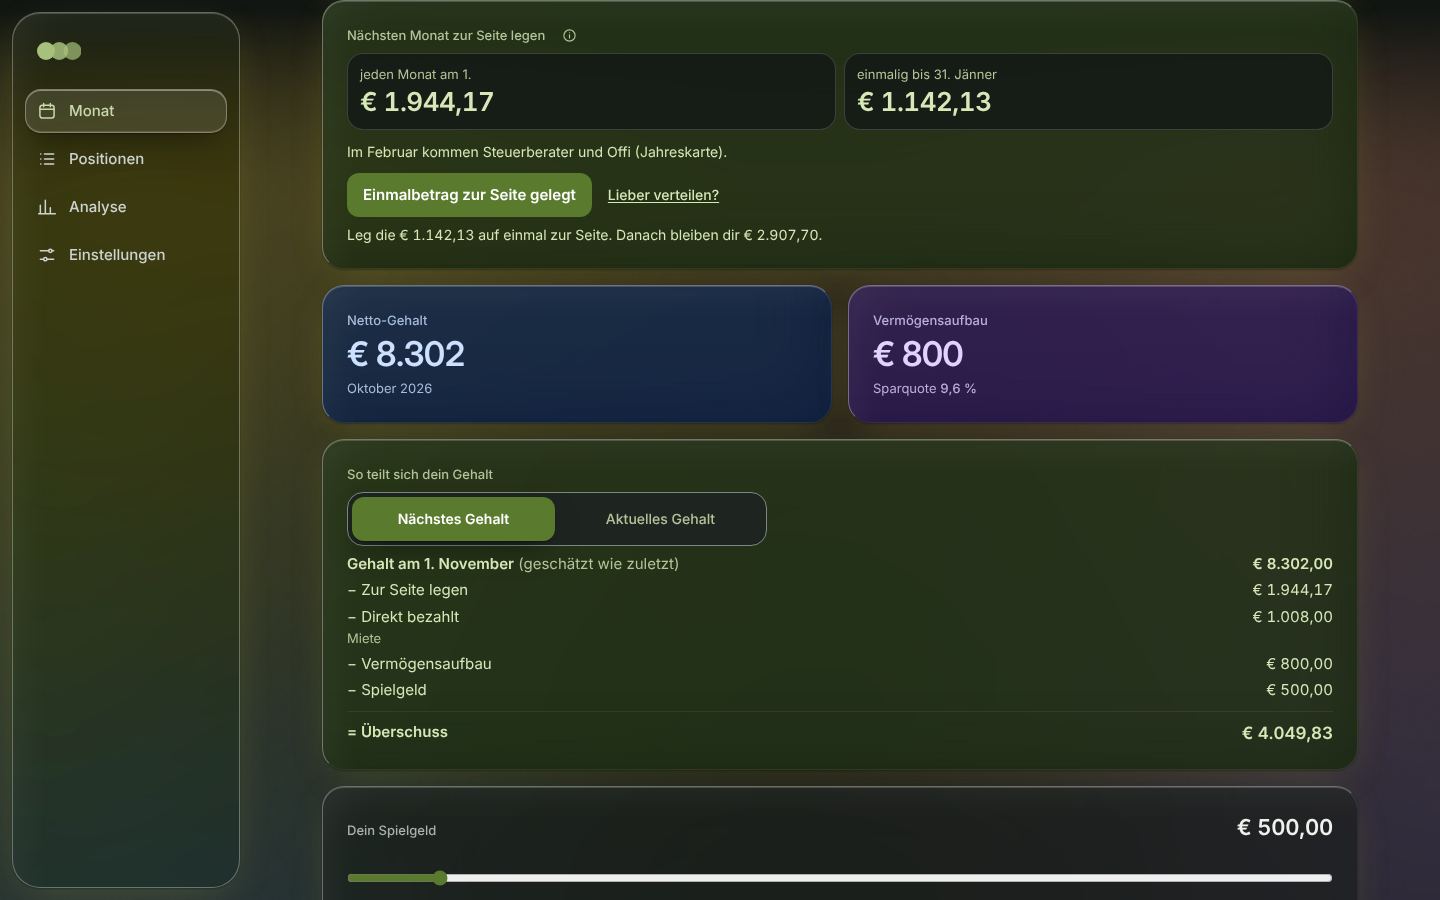 Monat
Positionen
Analyse
Einstellungen
Nächsten Monat zur Seite legen
jeden Monat am 1.
€ 1.944,17
einmalig bis 31. Jänner
€ 1.142,13
Im Februar kommen Steuerberater und Offi (Jahreskarte).
Einmalbetrag zur Seite gelegt
Lieber verteilen?
Leg die € 1.142,13 auf einmal zur Seite. Danach bleiben dir € 2.907,70.
Netto-Gehalt
€ 8.302
Oktober 2026
Vermögensaufbau
€ 800
Sparquote 9,6 %
So teilt sich dein Gehalt
Nächstes Gehalt
Aktuelles Gehalt
Gehalt am 1. November (geschätzt wie zuletzt) € 8.302,00
− Zur Seite legen € 1.944,17
− Direkt bezahlt € 1.008,00
Miete
− Vermögensaufbau € 800,00
− Spielgeld € 500,00
= Überschuss € 4.049,83
Dein Spielgeld € 500,00